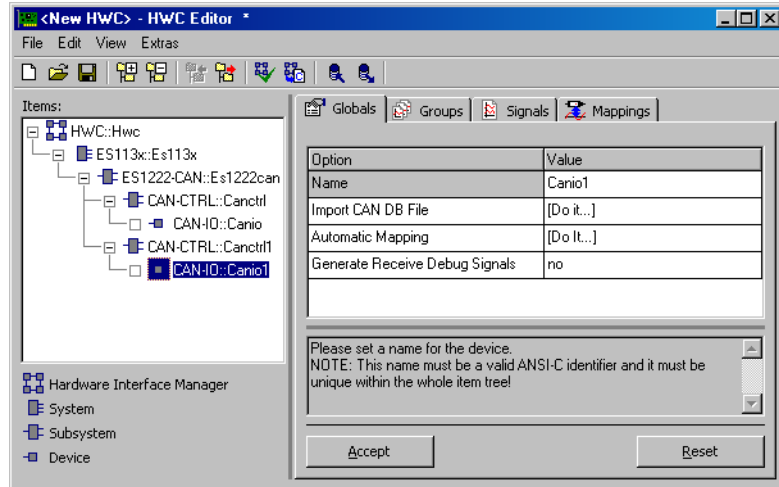 <New HWC> - HWC Editor *
File Edit View Extras
Items:
HWC::Hwc
ES113x::Es113x
ES1222-CAN::Es1222can
CAN-CTRL::Canctrl
CAN-IO::Canio
CAN-CTRL::Canctrl1
CAN-IO::Canio1
Hardware Interface Manager
System
Subsystem
Device
Globals Groups Signals Mappings
Option Value
Name Canio1
Import CAN DB File [Do it...]
Automatic Mapping [Do It...]
Generate Receive Debug Signals no
Please set a name for the device.
NOTE: This name must be a valid ANSI-C identifier and it must be
unique within the whole item tree!
Accept Reset